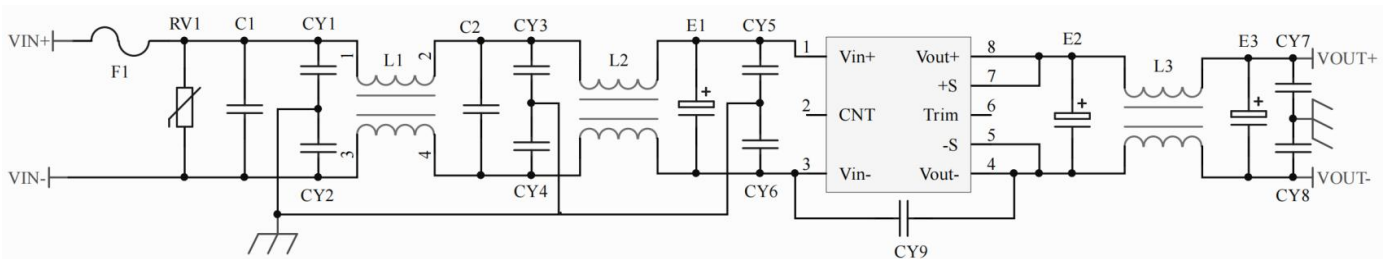 RV1 C1 CY1 C2 CY3 E1 CY5 E2 E3 CY7
VIN+ F1 1 L1 2 L2 1 Vin+ Vout+ 8 L3 VOUT+
+S 7
2 CNT Trim 6
-S 5
VIN- 3 4 3 Vin- Vout- 4 VOUT-
CY2 CY4 CY6 CY8
CY9